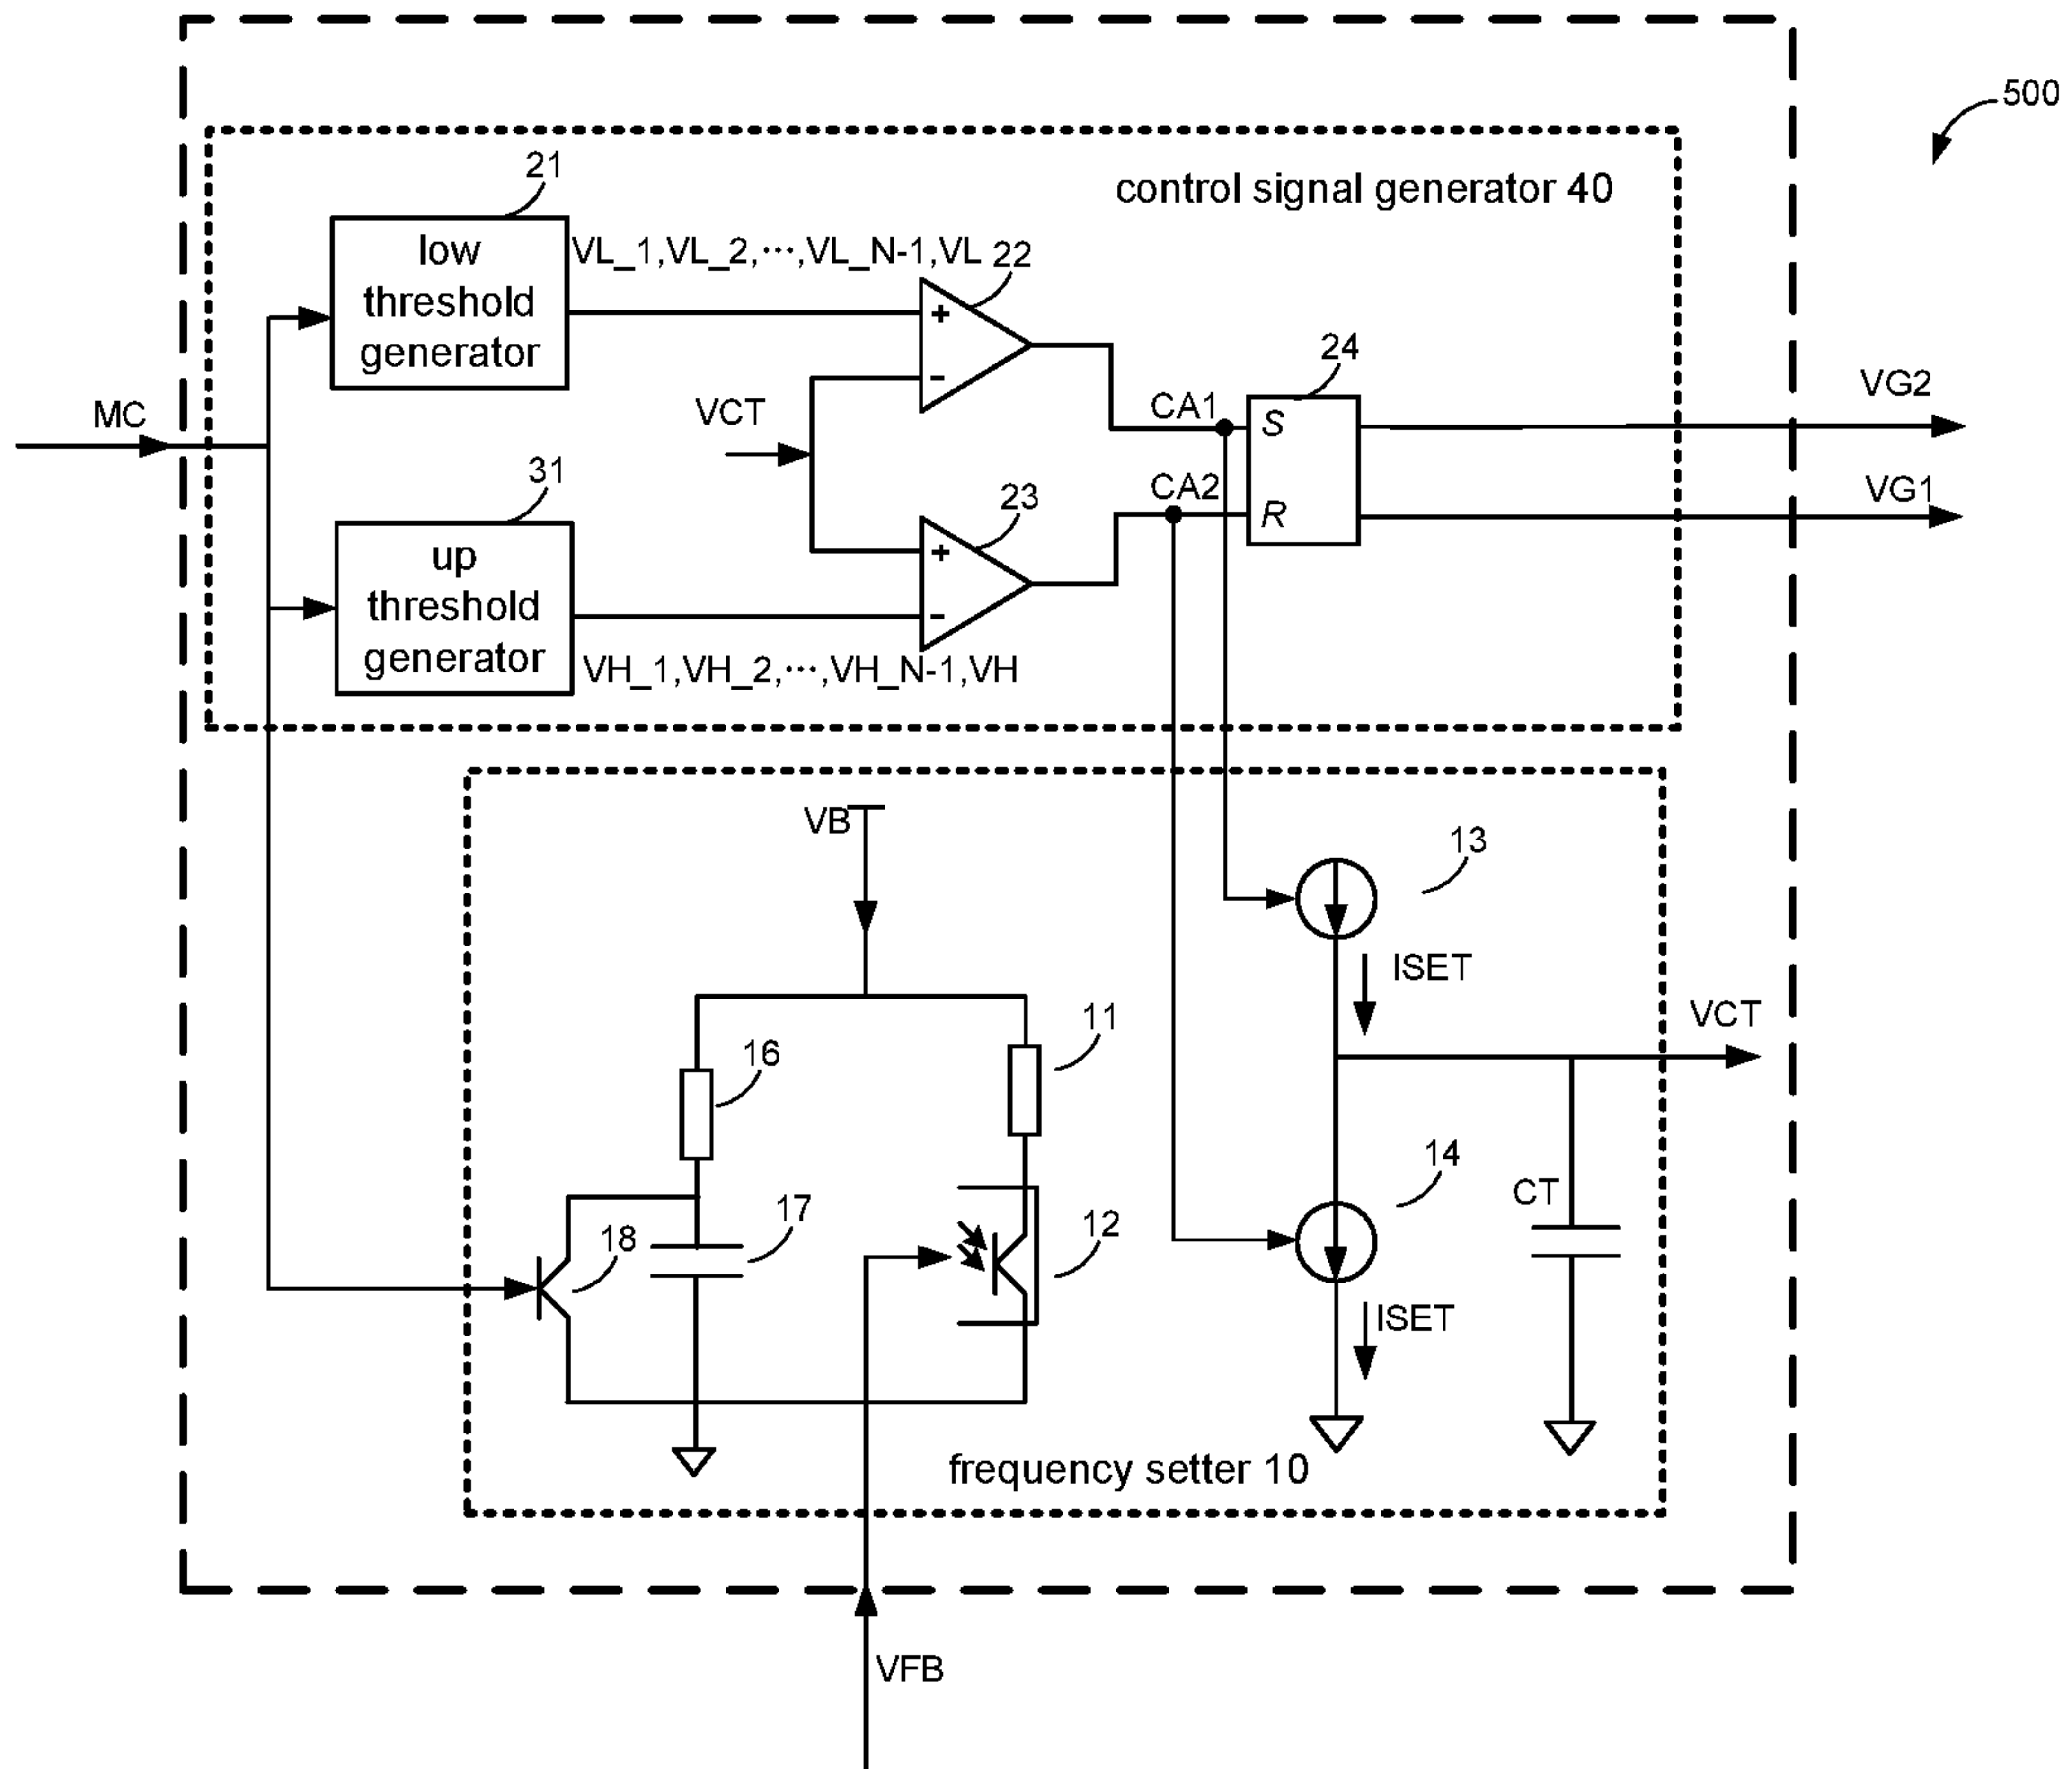 500
control signal generator 40
21
low
threshold
generator
VL_1,VL_2,···,VL_N-1,VL
22
+
-
MC
VCT
CA1
24
S
VG2
31
up
threshold
generator
VH_1,VH_2,···,VH_N-1,VH
23
+
-
CA2
R
VG1
VB
13
ISET
11
VCT
16
14
17
CT
18
12
ISET
frequency setter 10
VFB